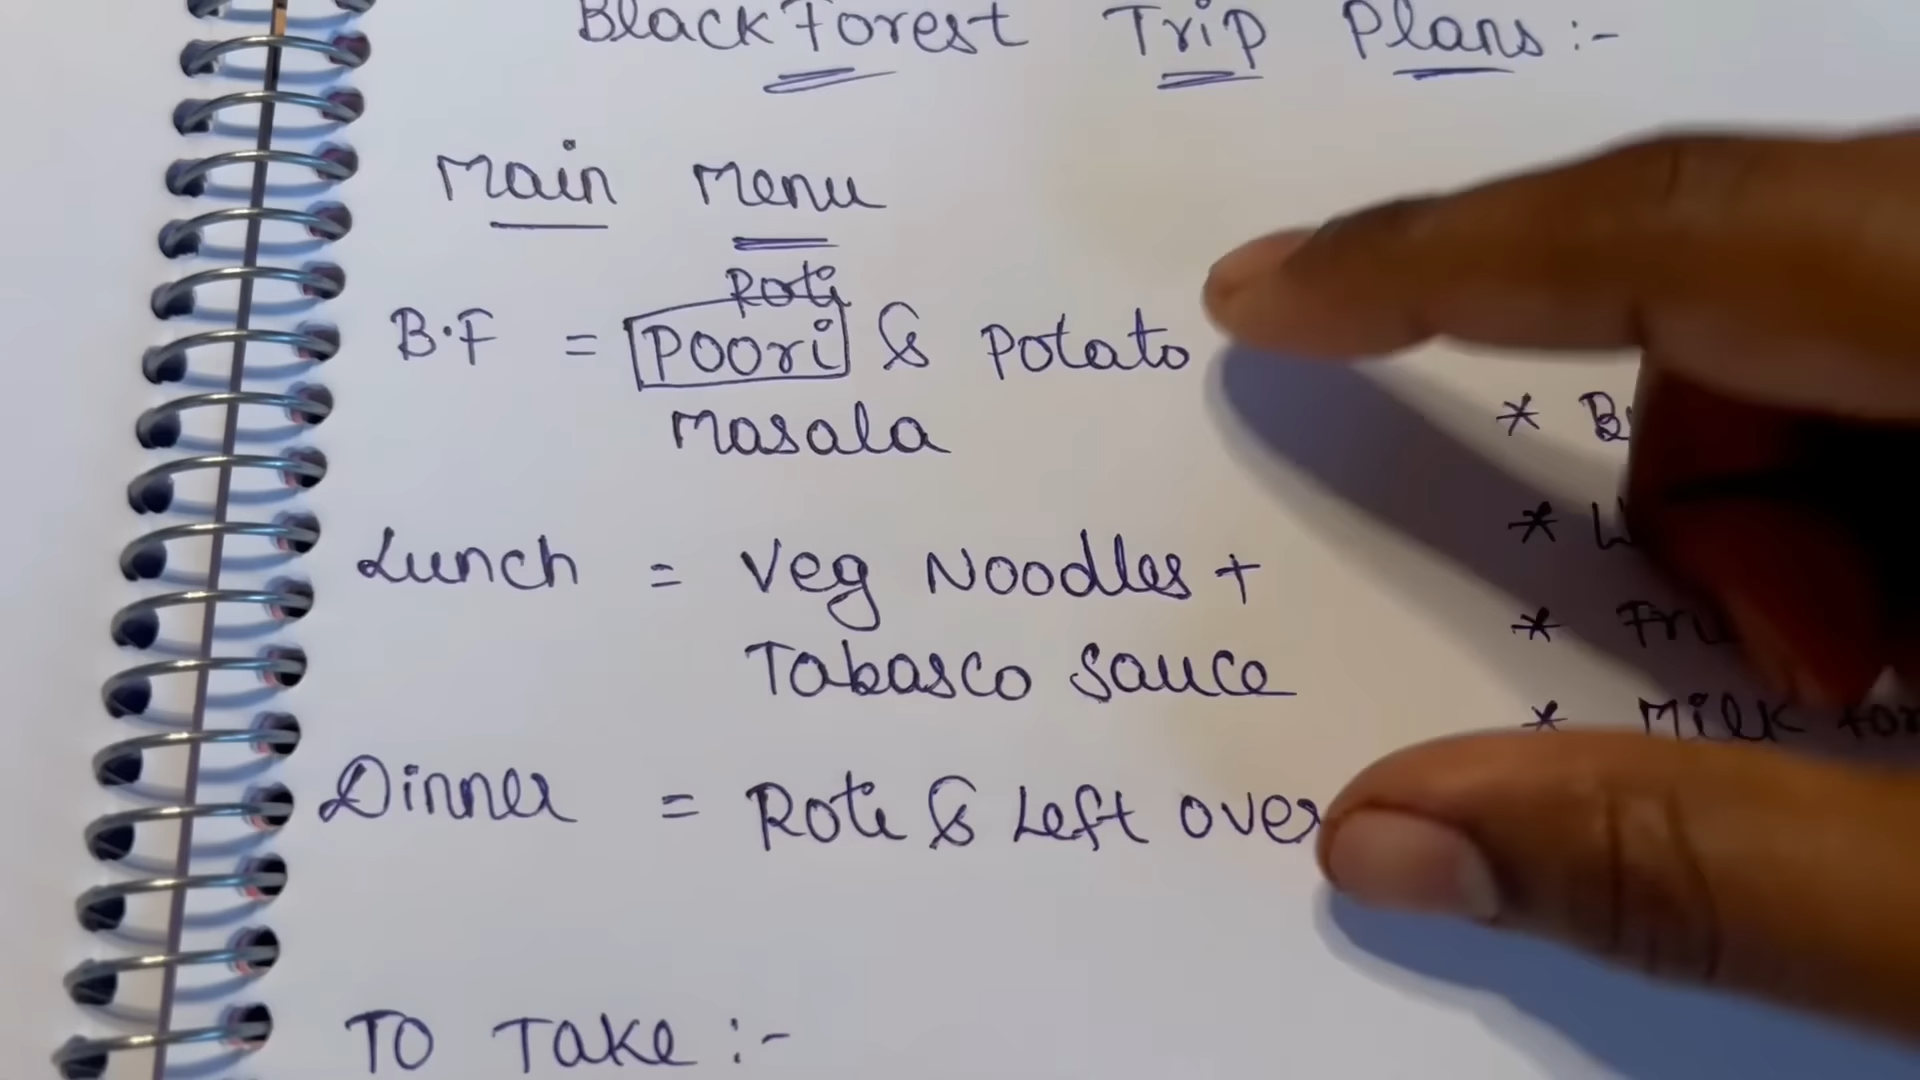 Black Forest Trip Plans :-
Main Menu
Roti
B.F = Poori & Potato
Masala
Lunch = Veg Noodles +
Tabasco Sauce
Dinner = Roti & Left over
To Take :-
*
*
*
* Milk for